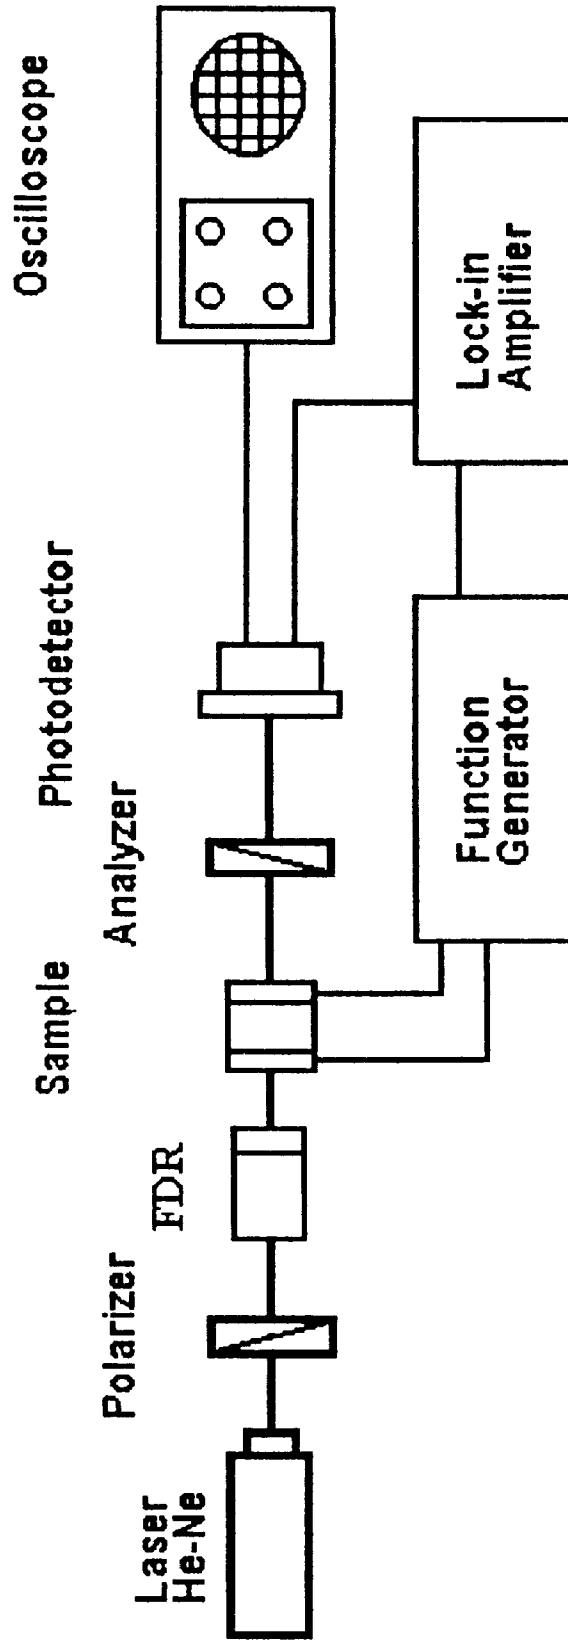 Laser
He-Ne
Polarizer
FDR
Sample
Analyzer
Photodetector
Oscilloscope
Function
Generator
Lock-in
Amplifier